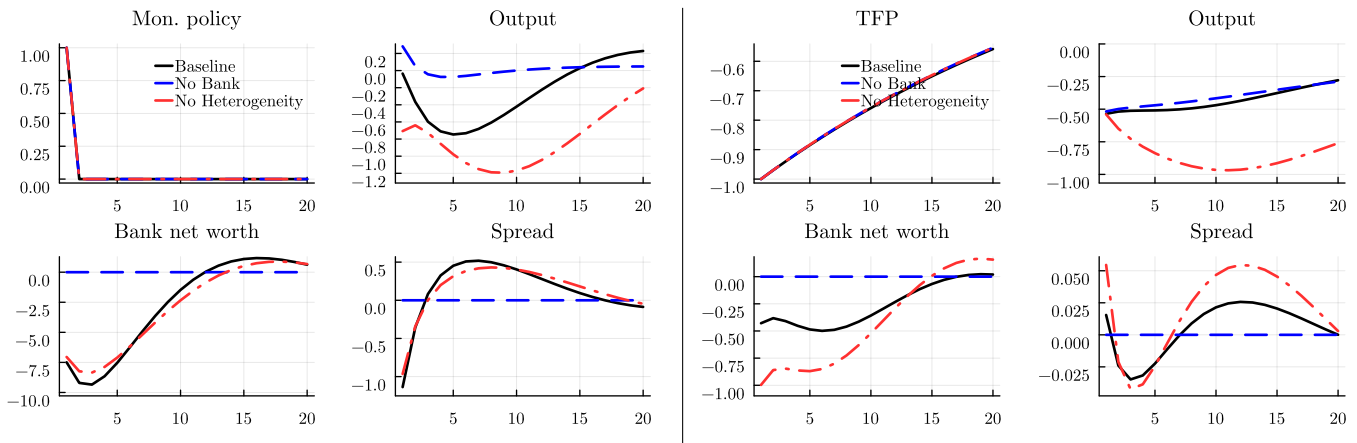 Mon. policy
1.00
0.75
0.50
0.25
0.00
Baseline
No Bank
No Heterogeneity
5 10 15 20
Output
0.2
0.0
−0.2
−0.4
−0.6
−0.8
−1.0
−1.2
5 10 15 20
Bank net worth
0.0
−2.5
−5.0
−7.5
−10.0
5 10 15 20
Spread
0.5
0.0
−0.5
−1.0
5 10 15 20
TFP
−0.6
−0.7
−0.8
−0.9
−1.0
Baseline
No Bank
No Heterogeneity
5 10 15 20
Output
0.00
−0.25
−0.50
−0.75
−1.00
5 10 15 20
Bank net worth
0.00
−0.25
−0.50
−0.75
−1.00
5 10 15 20
Spread
0.050
0.025
0.000
−0.025
5 10 15 20